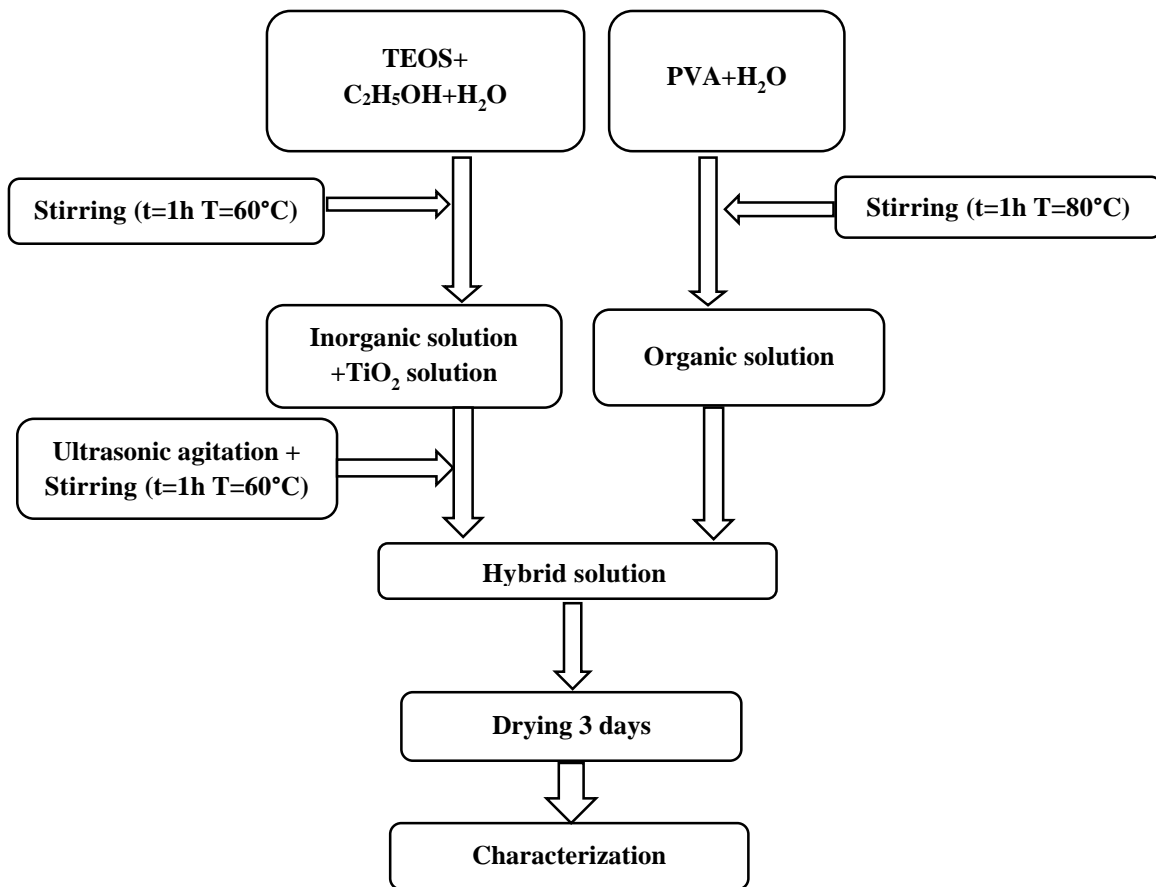 TEOS+
C₂H₅OH+H₂O
PVA+H₂O
Stirring (t=1h T=60°C)
Stirring (t=1h T=80°C)
Inorganic solution
+TiO₂ solution
Organic solution
Ultrasonic agitation +
Stirring (t=1h T=60°C)
Hybrid solution
Drying 3 days
Characterization